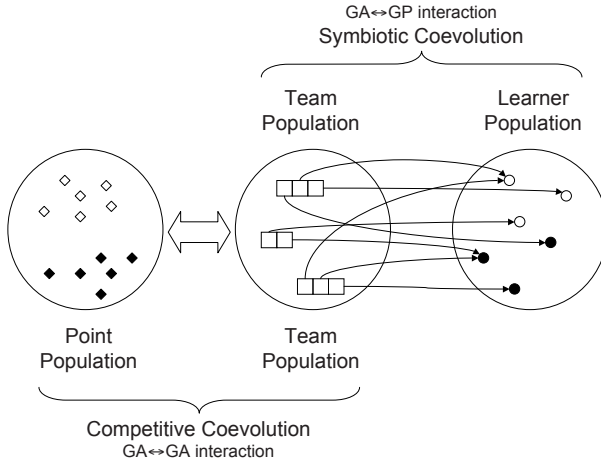 GA↔GP interaction
Symbiotic Coevolution
Team
Population
Learner
Population
Point
Population
Team
Population
Competitive Coevolution
GA↔GA interaction